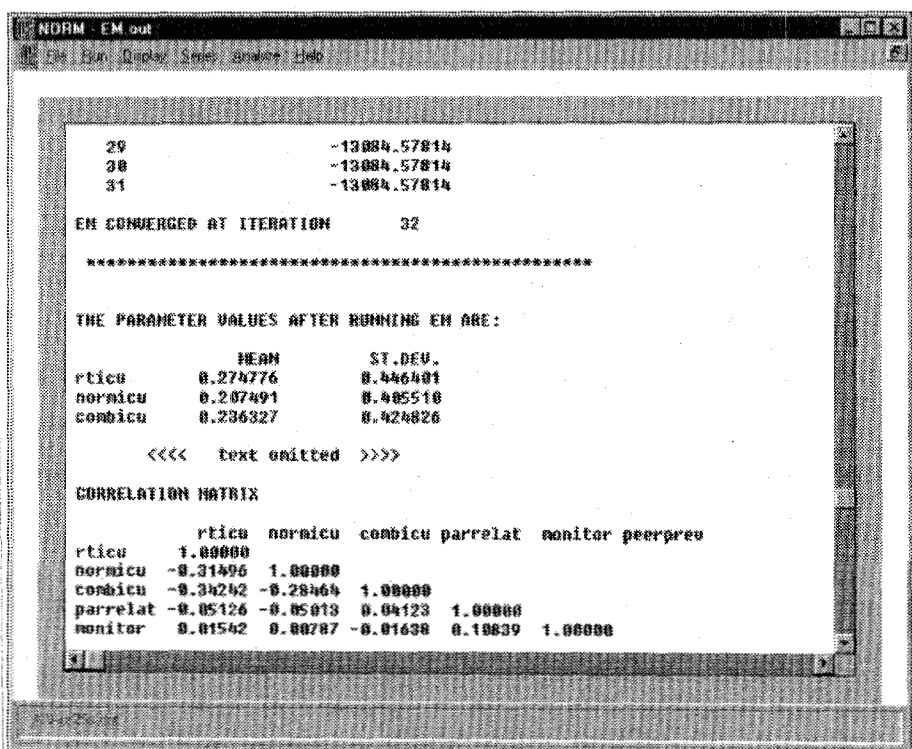 NORM - EM.out
File Run Display Series Analyze Help
29 -13084.57814
30 -13084.57814
31 -13084.57814
EM CONVERGED AT ITERATION 32
*************************************************
THE PARAMETER VALUES AFTER RUNNING EM ARE:
MEAN ST.DEV.
rticu 0.274776 0.446401
normicu 0.207491 0.405510
combicu 0.236327 0.424826
<<<< text omitted >>>>
CORRELATION MATRIX
rticu normicu combicu parrelat monitor peerprev
rticu 1.00000
normicu -0.31496 1.00000
combicu -0.34242 -0.28464 1.00000
parrelat -0.05126 -0.05013 0.04123 1.00000
monitor 0.01542 0.00787 -0.01638 0.10839 1.00000